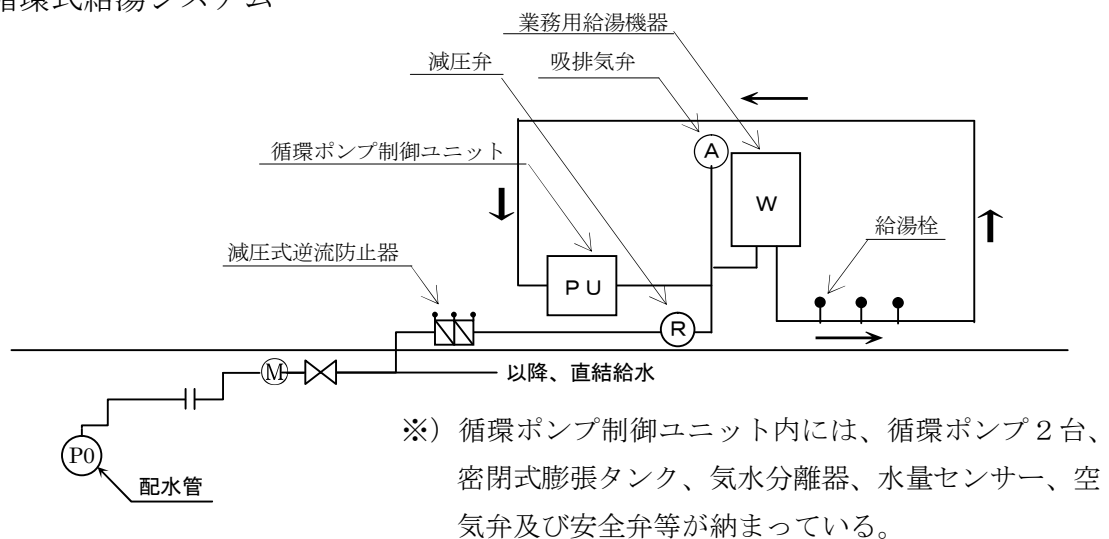 循環式給湯システム
業務用給湯機器
減圧弁
吸排気弁
A
循環ポンプ制御ユニット
W
給湯栓
減圧式逆流防止器
PU
R
M
以降、直結給水
P0
配水管
※）循環ポンプ制御ユニット内には、循環ポンプ２台、
密閉式膨張タンク、気水分離器、水量センサー、空
気弁及び安全弁等が納まっている。